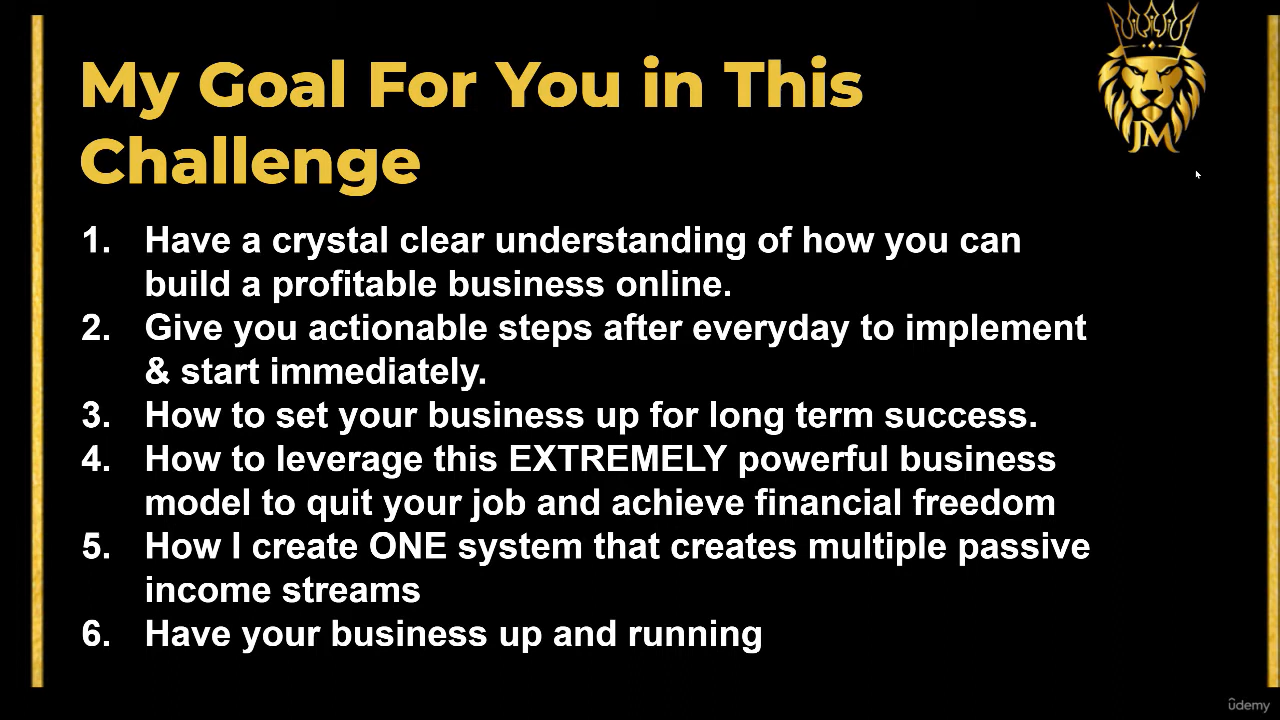 JM
My Goal For You in This
Challenge
1. Have a crystal clear understanding of how you can
build a profitable business online.
2. Give you actionable steps after everyday to implement
& start immediately.
3. How to set your business up for long term success.
4. How to leverage this EXTREMELY powerful business
model to quit your job and achieve financial freedom
5. How I create ONE system that creates multiple passive
income streams
6. Have your business up and running
ûdemy